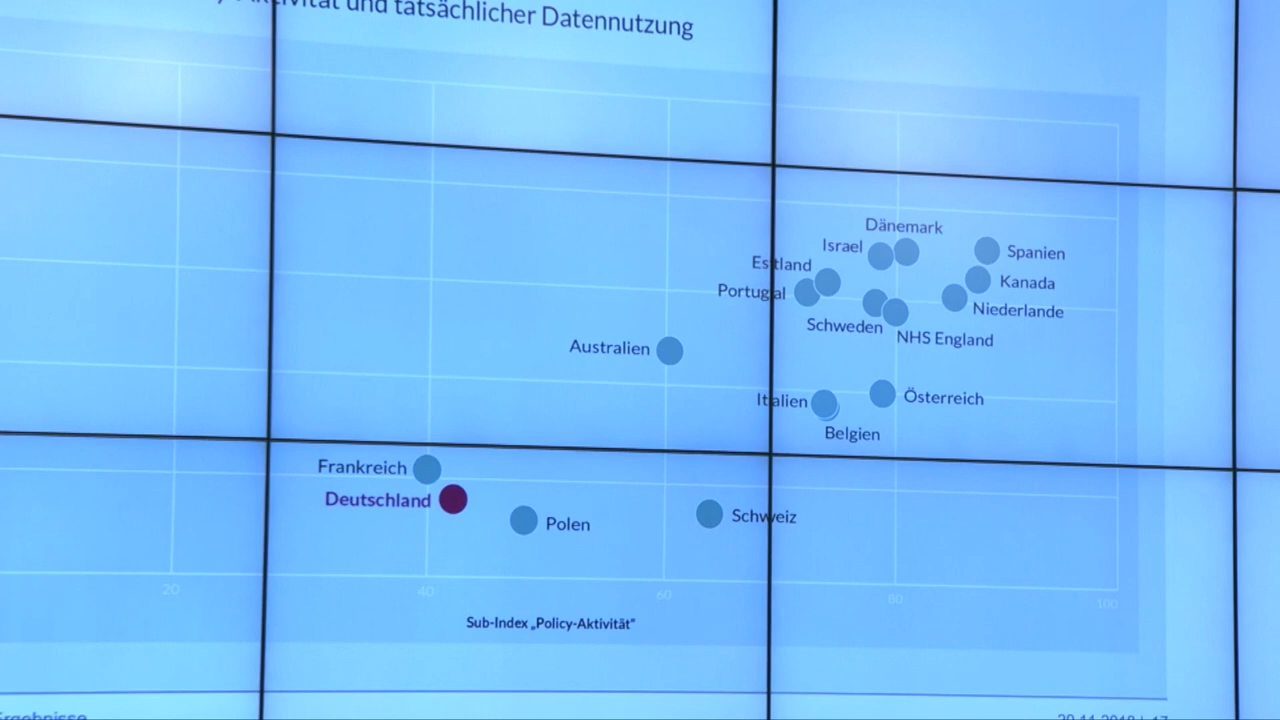 Aktivität und tatsächlicher Datennutzung
Dänemark
Israel
Spanien
Estland
Kanada
Portugal
Niederlande
Schweden
NHS England
Australien
Italien
Österreich
Belgien
Frankreich
Deutschland
Polen
Schweiz
20
40
60
80
100
Sub-Index „Policy-Aktivität“
Ergebnisse